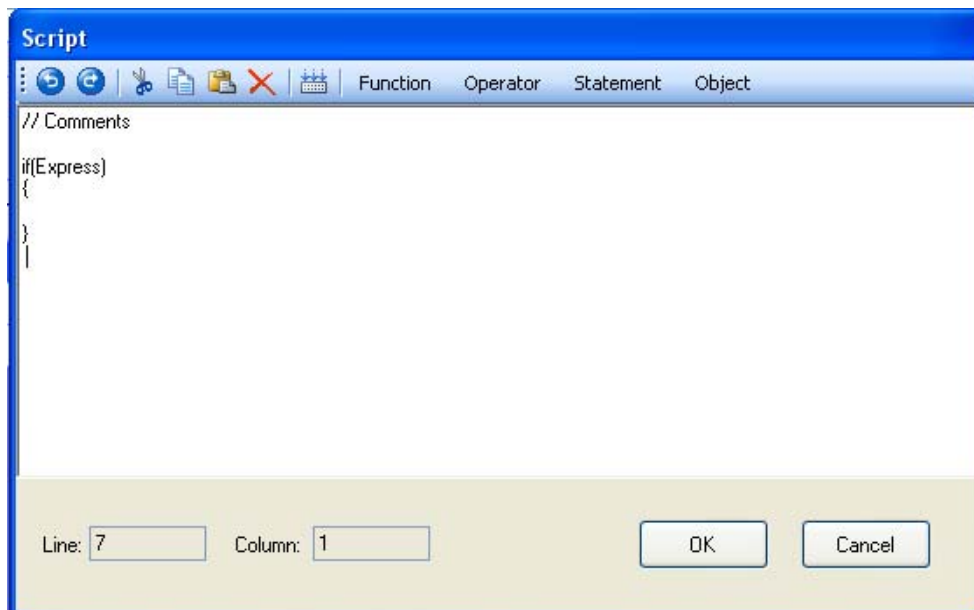 Script
Function Operator Statement Object
// Comments
if(Express)
{
}
Line: 7 Column: 1 OK Cancel